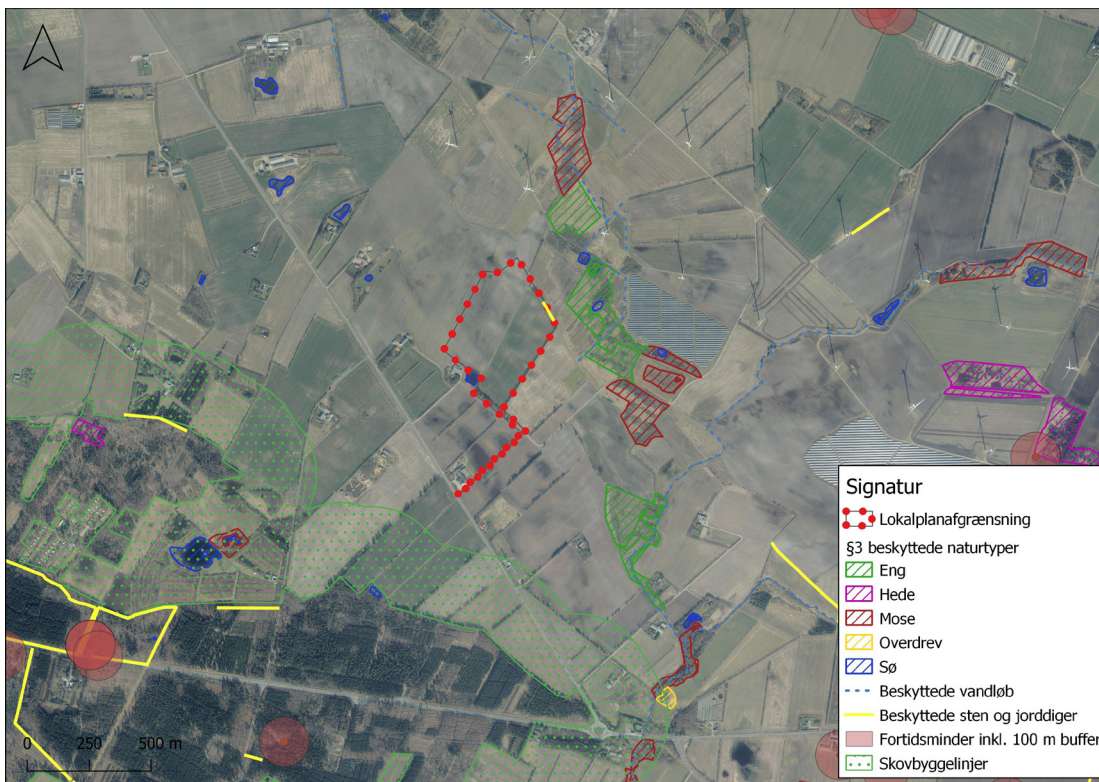 Signatur
Lokalplanafgrænsning
§3 beskyttede naturtyper
Eng
Hede
Mose
Overdrev
Sø
Beskyttede vandløb
Beskyttede sten og jorddiger
Fortidsminder inkl. 100 m buffer
Skovbyggelinjer
0 250 500 m